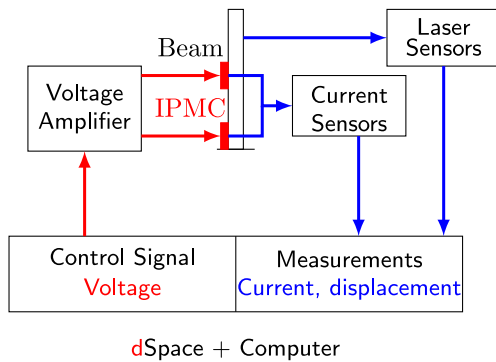 Beam
Laser
Sensors
Voltage
Amplifier
IPMC
Current
Sensors
Control Signal
Voltage
Measurements
Current, displacement
dSpace + Computer